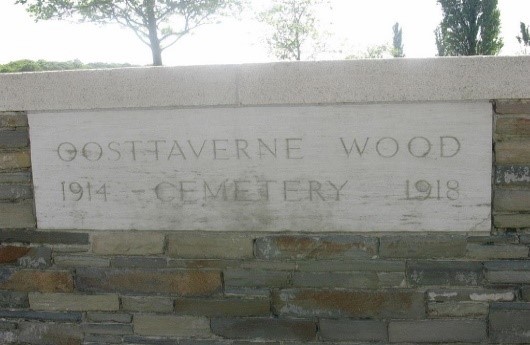 OOSTTAVERNE WOOD
1914 - CEMETERY 1918